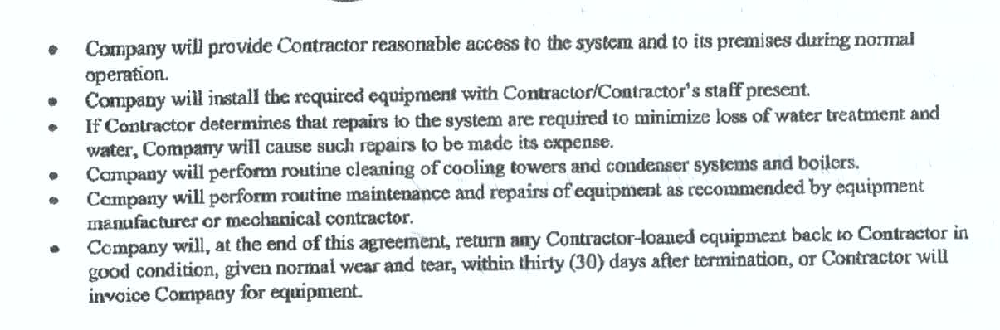 • Company will provide Contractor reasonable access to the system and to its premises during normal
operation.
• Company will install the required equipment with Contractor/Contractor's staff present.
• If Contractor determines that repairs to the system are required to minimize loss of water treatment and
water, Company will cause such repairs to be made its expense.
• Company will perform routine cleaning of cooling towers and condenser systems and boilers.
• Company will perform routine maintenance and repairs of equipment as recommended by equipment
manufacturer or mechanical contractor.
• Company will, at the end of this agreement, return any Contractor-loaned equipment back to Contractor in
good condition, given normal wear and tear, within thirty (30) days after termination, or Contractor will
invoice Company for equipment.